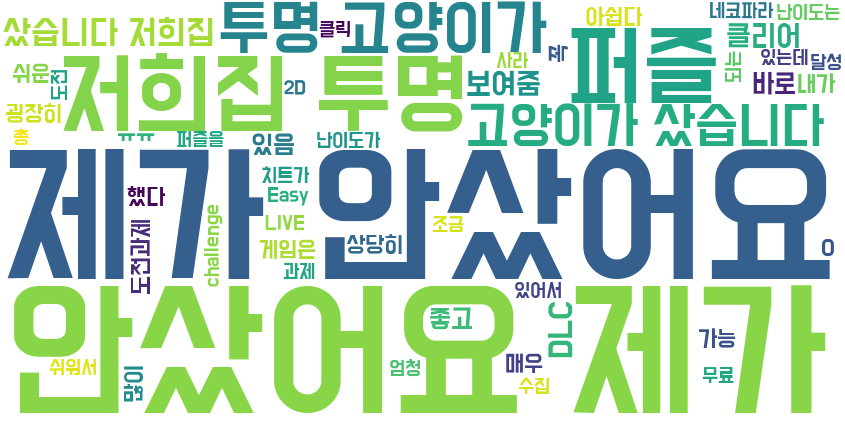 샀습니다 저희집
투명 고양이가
클릭
아쉽다
네코파라
난이도는
클리어
쉬운
도전
2D
사라
쪽
퍼즐
되는
있는데
달성
굉장히
저희집 투명
보여줌
바로
내가
총
ㅠㅠ
퍼즐을
있음
난이도가
고양이가 샀습니다
제가 안샀어요
했다
치트가
Easy
도전과제
challenge
LIVE
게임은
상당히
조금
O
과제
있어서
안샀어요 제가
쉬워서
많이
엄청
좋고
매우
수집
DLC
가능
무료